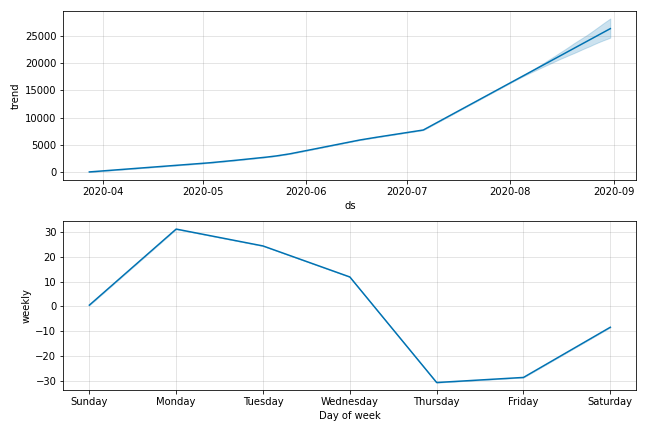 25000
20000
15000
10000
5000
0
trend
2020-04 2020-05 2020-06 2020-07 2020-08 2020-09
ds
30
20
10
0
−10
−20
−30
weekly
Sunday Monday Tuesday Wednesday Thursday Friday Saturday
Day of week